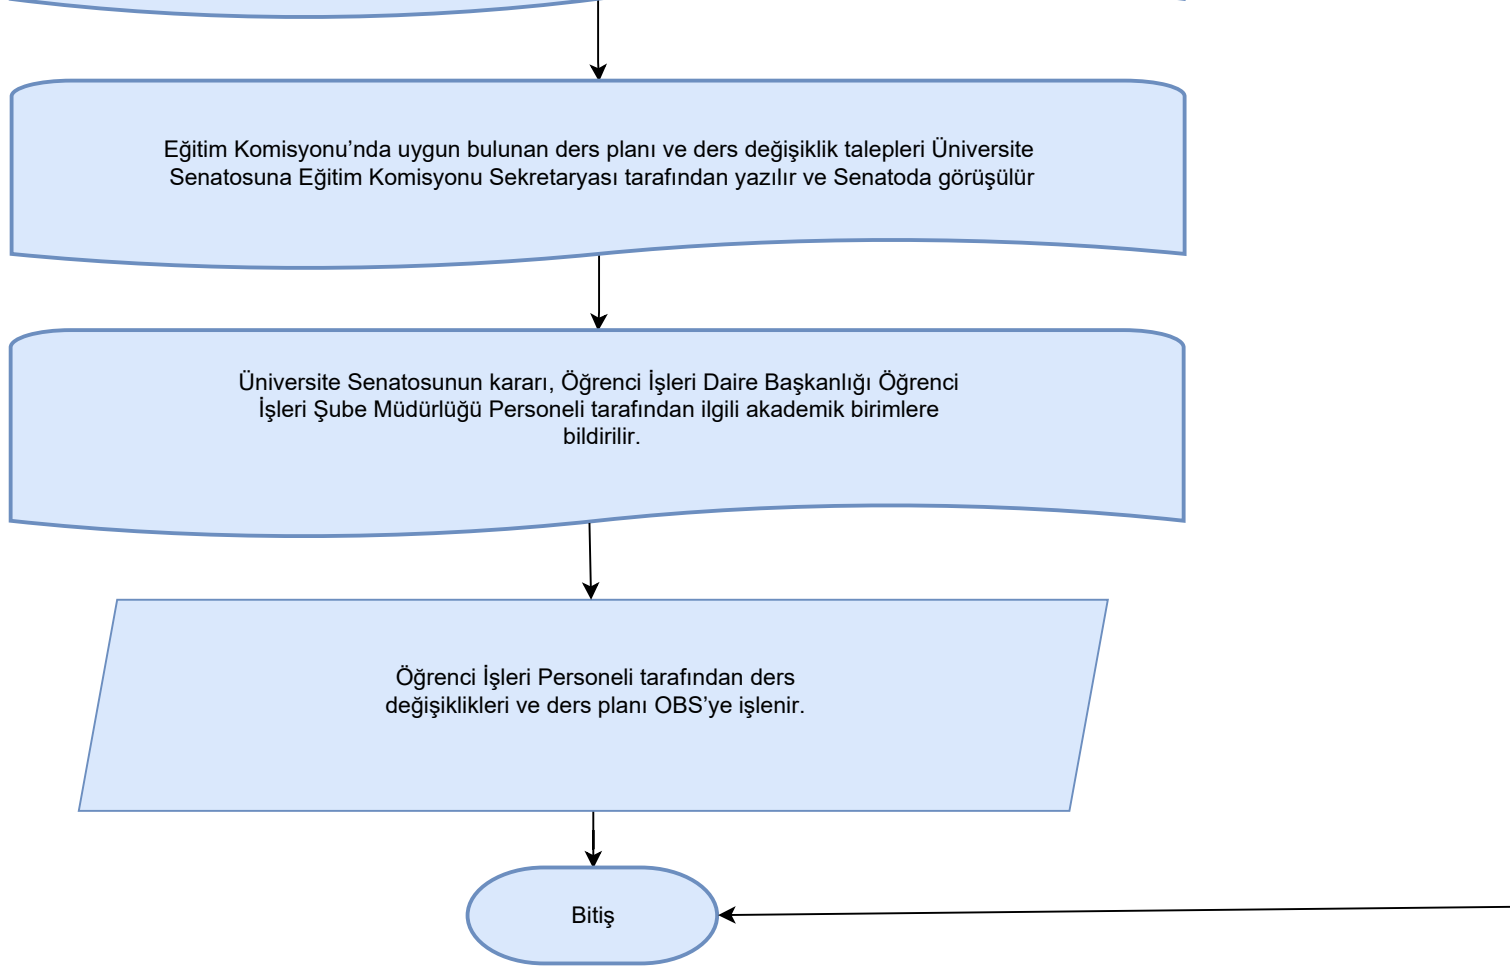 Eğitim Komisyonu’nda uygun bulunan ders planı ve ders değişiklik talepleri Üniversite
Senatosuna Eğitim Komisyonu Sekretaryası tarafından yazılır ve Senatoda görüşülür
Üniversite Senatosunun kararı, Öğrenci İşleri Daire Başkanlığı Öğrenci
İşleri Şube Müdürlüğü Personeli tarafından ilgili akademik birimlere
bildirilir.
Öğrenci İşleri Personeli tarafından ders
değişiklikleri ve ders planı OBS’ye işlenir.
Bitiş